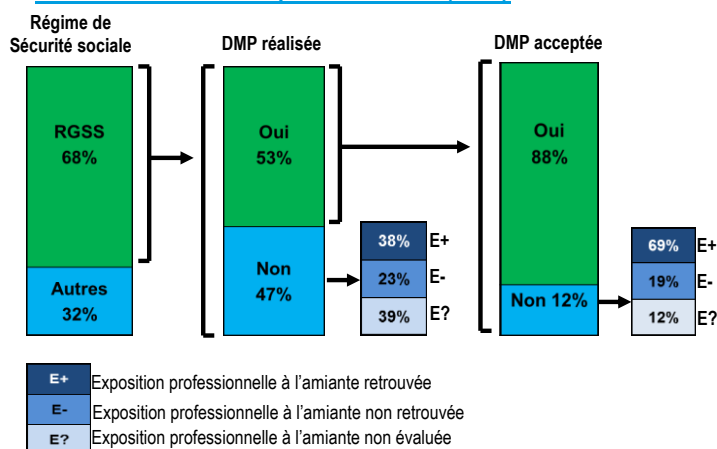 Régime de
Sécurité sociale
DMP réalisée
DMP acceptée
RGSS
68%
Autres
32%
Oui
53%
Non
47%
38% E+
23% E-
39% E?
Oui
88%
Non 12%
69% E+
19% E-
12% E?
E+ Exposition professionnelle à l’amiante retrouvée
E- Exposition professionnelle à l’amiante non retrouvée
E? Exposition professionnelle à l’amiante non évaluée